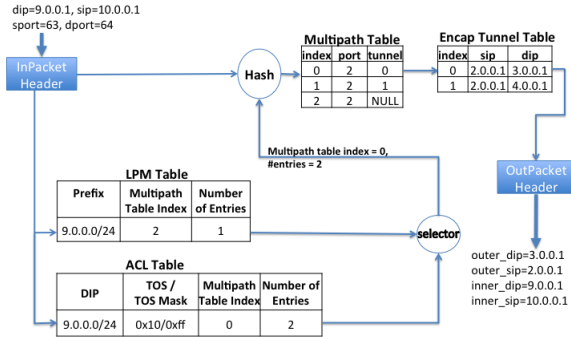 dip=9.0.0.1, sip=10.0.0.1
sport=63, dport=64
InPacket
Header
Hash
Multipath Table
index port tunnel
0 2 0
1 2 1
2 2 NULL
Encap Tunnel Table
index sip dip
0 2.0.0.1 3.0.0.1
1 2.0.0.1 4.0.0.1
Multipath table index = 0,
#entries = 2
OutPacket
Header
LPM Table
Prefix Multipath Table Index Number of Entries
9.0.0.0/24 2 1
selector
ACL Table
DIP TOS / TOS Mask Multipath Table Index Number of Entries
9.0.0.0/24 0x10/0xff 0 2
outer_dip=3.0.0.1
outer_sip=2.0.0.1
inner_dip=9.0.0.1
inner_sip=10.0.0.1